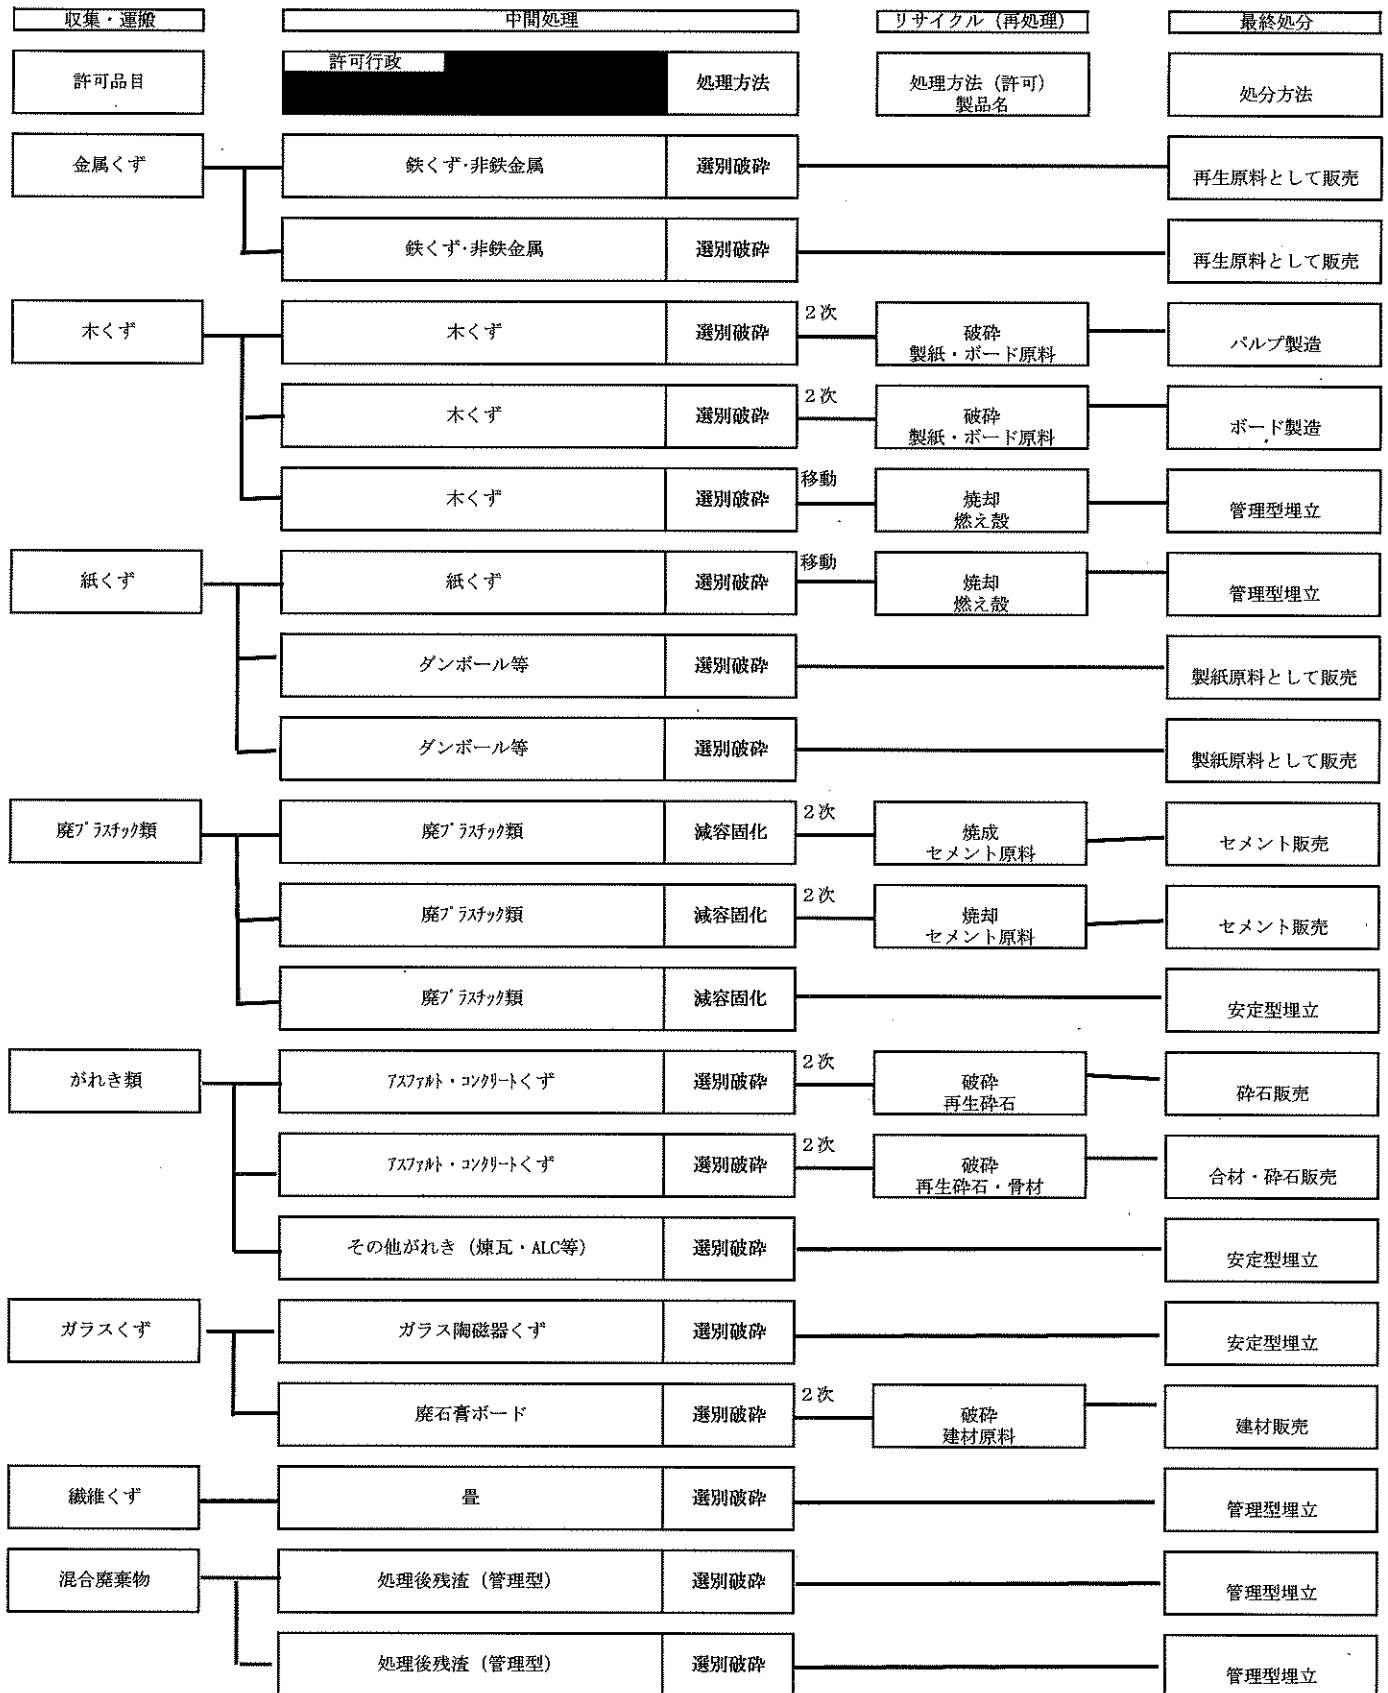 収集・運搬 中間処理 リサイクル（再処理） 最終処分
許可品目 許可行政 処理方法 処理方法（許可） 処分方法
製品名
金属くず 鉄くず･非鉄金属 選別破砕 再生原料として販売
鉄くず･非鉄金属 選別破砕 再生原料として販売
木くず 木くず 選別破砕 2次 破砕 パルプ製造
製紙・ボード原料
木くず 選別破砕 2次 破砕 ボード製造
製紙・ボード原料
木くず 選別破砕 移動 焼却 管理型埋立
燃え殻
紙くず 紙くず 選別破砕 移動 焼却 管理型埋立
燃え殻
ダンボール等 選別破砕 製紙原料として販売
ダンボール等 選別破砕 製紙原料として販売
廃ﾌﾟﾗｽﾁｯｸ類 廃ﾌﾟﾗｽﾁｯｸ類 減容固化 2次 焼成 セメント販売
セメント原料
廃ﾌﾟﾗｽﾁｯｸ類 減容固化 2次 焼却 セメント販売
セメント原料
廃ﾌﾟﾗｽﾁｯｸ類 減容固化 安定型埋立
がれき類 ｱｽﾌｧﾙﾄ・ｺﾝｸﾘｰﾄくず 選別破砕 2次 破砕 砕石販売
再生砕石
ｱｽﾌｧﾙﾄ・ｺﾝｸﾘｰﾄくず 選別破砕 2次 破砕 合材・砕石販売
再生砕石・骨材
その他がれき（煉瓦・ALC等） 選別破砕 安定型埋立
ガラスくず ガラス陶磁器くず 選別破砕 安定型埋立
廃石膏ボード 選別破砕 2次 破砕 建材販売
建材原料
繊維くず 畳 選別破砕 管理型埋立
混合廃棄物 処理後残渣（管理型） 選別破砕 管理型埋立
処理後残渣（管理型） 選別破砕 管理型埋立